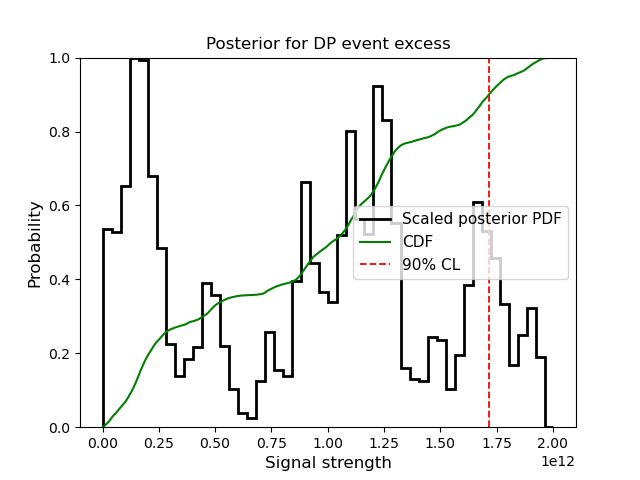 Posterior for DP event excess
1.0
0.8
0.6
0.4
0.2
0.0
Probability
Scaled posterior PDF
CDF
90% CL
0.00 0.25 0.50 0.75 1.00 1.25 1.50 1.75 2.00
1e12
Signal strength